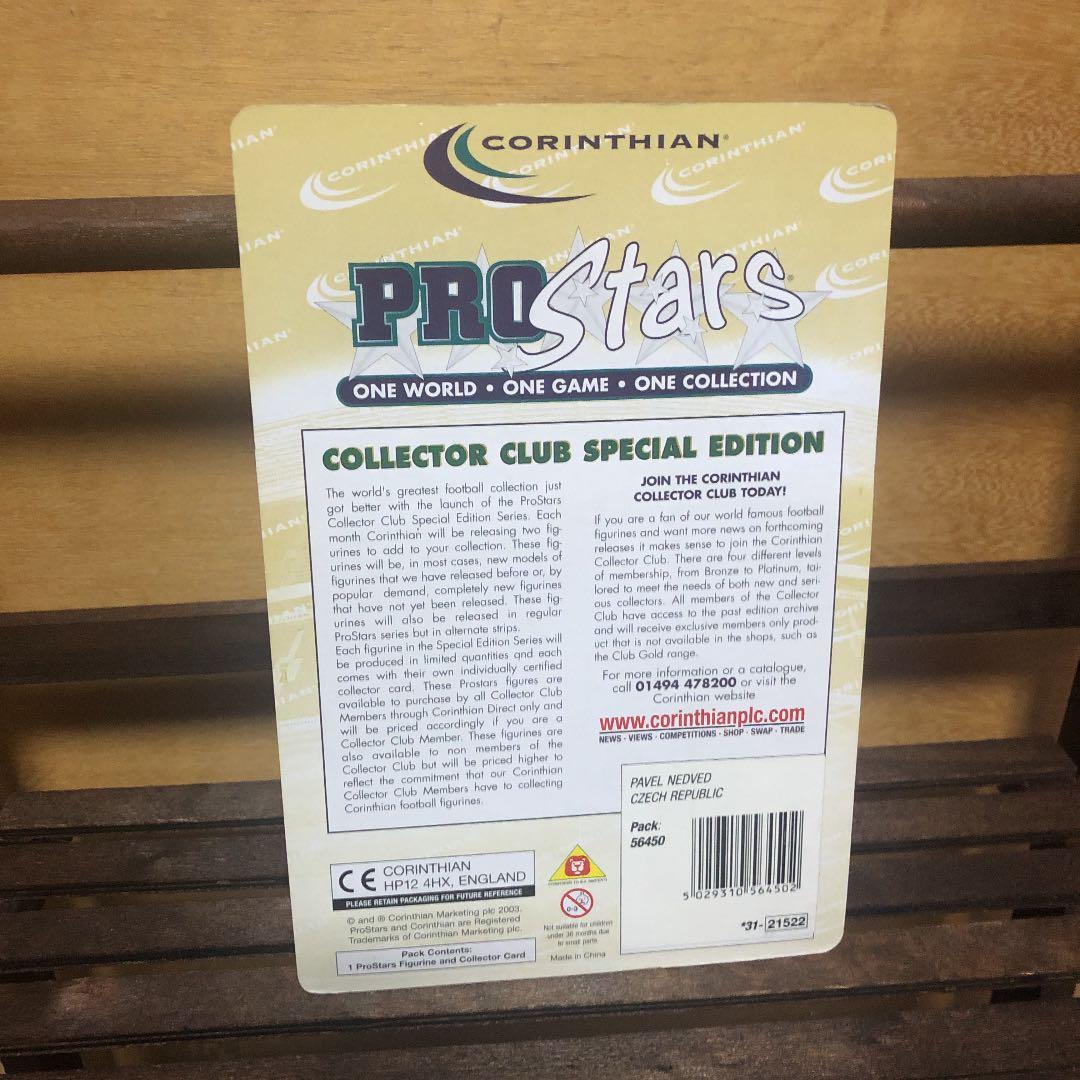 CORINTHIAN
PROStars
ONE WORLD • ONE GAME • ONE COLLECTION
COLLECTOR CLUB SPECIAL EDITION
The world's greatest football collection just
got better with the launch of the ProStars
Collector Club Special Edition Series. Each
month Corinthian will be releasing two fig-
urines to add to your collection. These fig-
urines will be, in most cases, new models of
figurines that we have released before or, by
popular demand, completely new figurines
that have not yet been released. These fig-
urines will also be released in regular
ProStars series but in alternate strips.
Each figurine in the Special Edition Series will
be produced in limited quantities and each
comes with their own individually certified
collector card. These Prostars figures are
available to purchase by all Collector Club
Members through Corinthian Direct only and
will be priced accordingly if you are a
Collector Club Member. These figurines are
also available to non members of the
Collector Club but will be priced higher to
reflect the commitment that our Corinthian
Collector Club Members have to collecting
Corinthian football figurines.
JOIN THE CORINTHIAN
COLLECTOR CLUB TODAY!
If you are a fan of our world famous football
figurines and want more news on forthcoming
releases it makes sense to join the Corinthian
Collector Club. There are four different levels
of membership, from Bronze to Platinum, tai-
lored to meet the needs of both new and seri-
ous collectors. All members of the Collector
Club have access to the past edition archive
and will receive exclusive members only prod-
uct that is not available in the shops, such as
the Club Gold range.
For more information or a catalogue,
call 01494 478200 or visit the
Corinthian website
www.corinthianplc.com
NEWS - VIEWS - COMPETITIONS - SHOP - SWAP - TRADE
PAVEL NEDVED
CZECH REPUBLIC
Pack:
56450
5 029310 564502
*31- 21522
CE CORINTHIAN
HP12 4HX, ENGLAND
PLEASE RETAIN PACKAGING FOR FUTURE REFERENCE
© and ® Corinthian Marketing plc 2003.
ProStars and Corinthian are Registered
Trademarks of Corinthian Marketing plc.
Pack Contents:
1 ProStars Figurine and Collector Card
0-3
Not suitable for children
under 36 months due
to small parts
Made in China